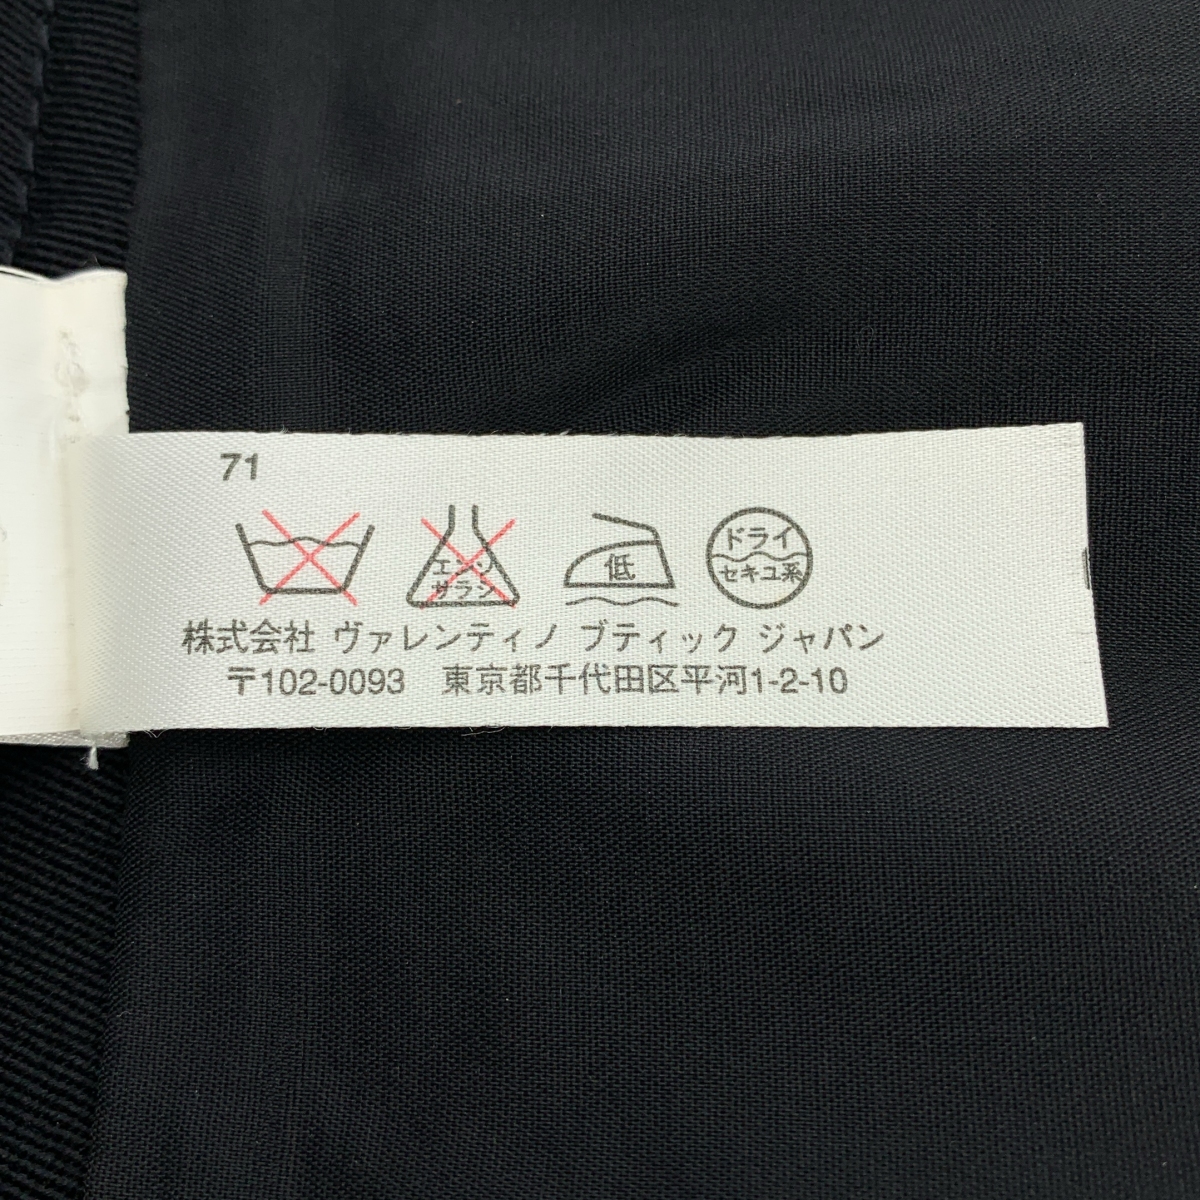 71
エンソ サラシ 低 ドライ セキユ系
株式会社 ヴァレンティノ ブティック ジャパン
〒102-0093 東京都千代田区平河1-2-10